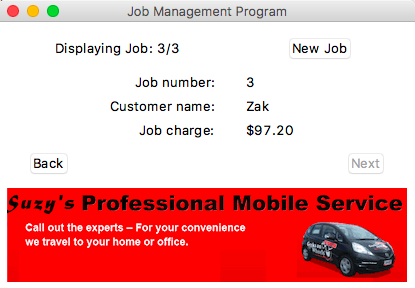 Job Management Program
Displaying Job: 3/3
New Job
Job number: 3
Customer name: Zak
Job charge: $97.20
Back
Next
Suzy's Professional Mobile Service
Call out the experts – For your convenience
we travel to your home or office.